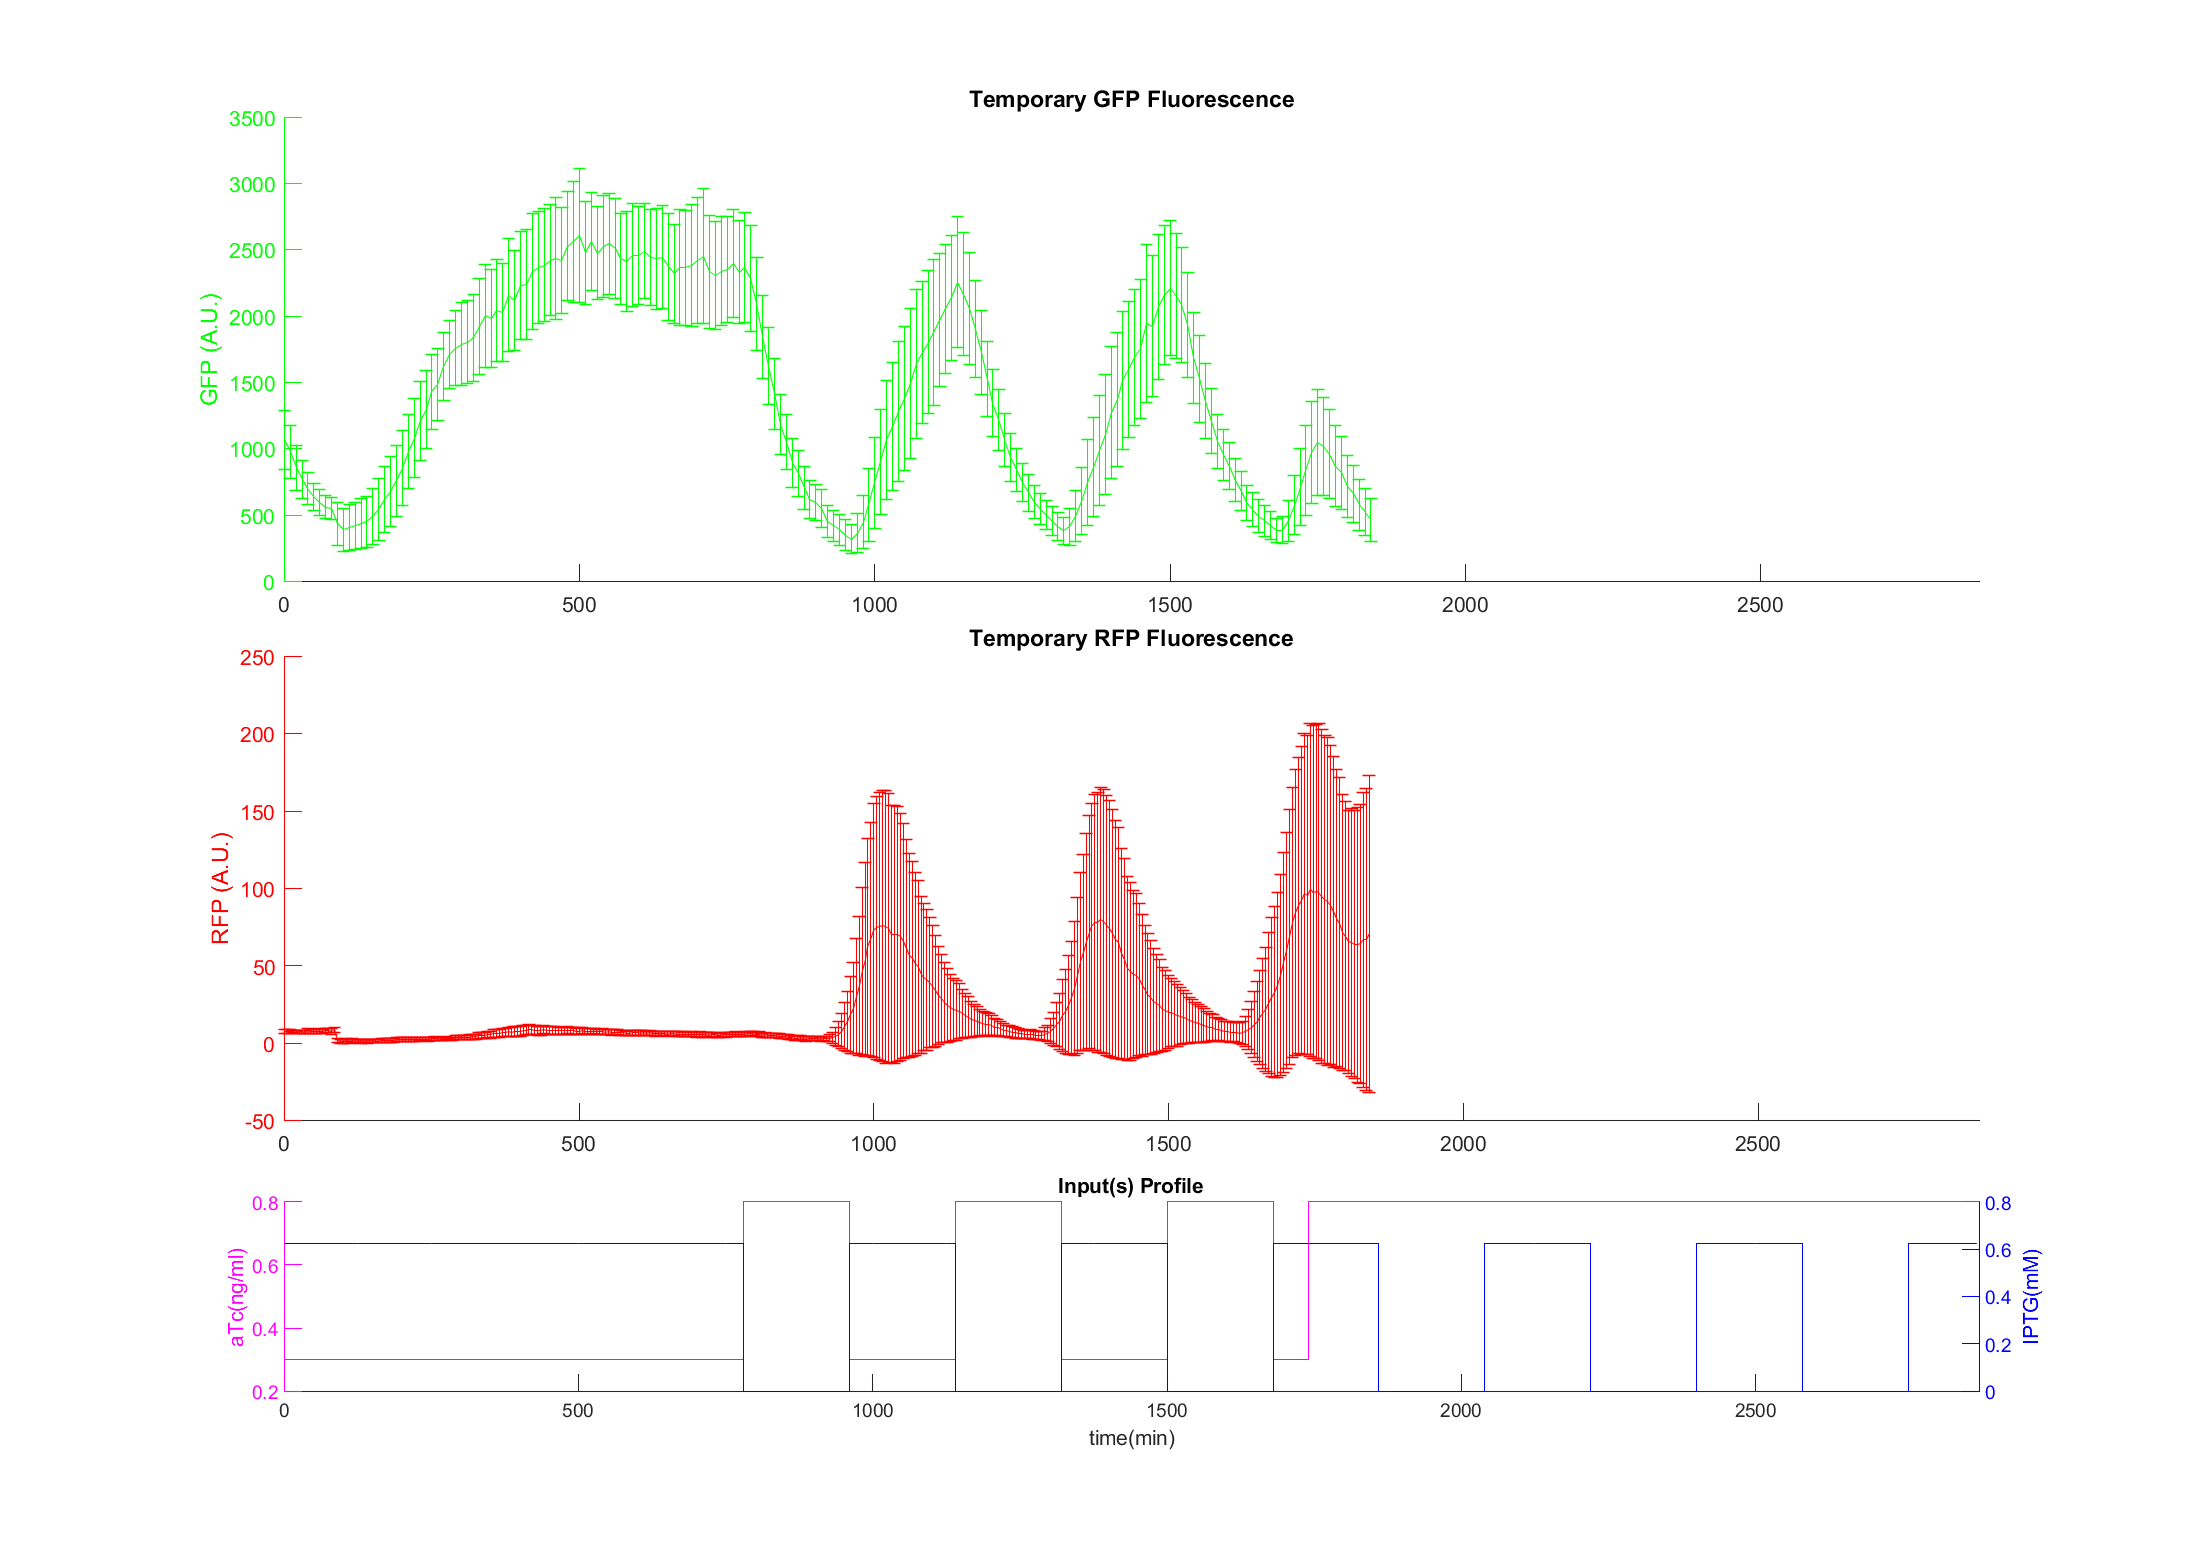 Temporary GFP Fluorescence
3500
3000
2500
2000
1500
1000
500
0
GFP (A.U.)
0 500 1000 1500 2000 2500
Temporary RFP Fluorescence
250
200
150
100
50
0
-50
RFP (A.U.)
0 500 1000 1500 2000 2500
Input(s) Profile
0.8
0.6
0.4
0.2
aTc(ng/ml)
0.8
0.6
0.4
0.2
0
IPTG(mM)
0 500 1000 1500 2000 2500
time(min)